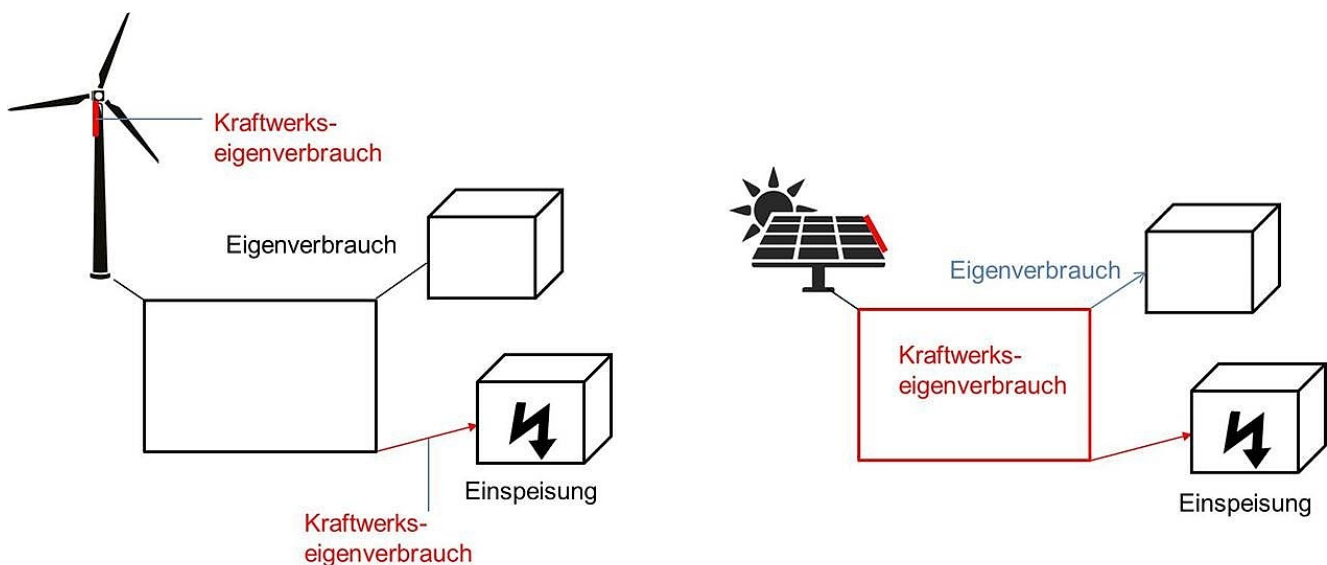 Kraftwerks-
eigenverbrauch
Eigenverbrauch
Einspeisung
Kraftwerks-
eigenverbrauch
Eigenverbrauch
Kraftwerks-
eigenverbrauch
Einspeisung